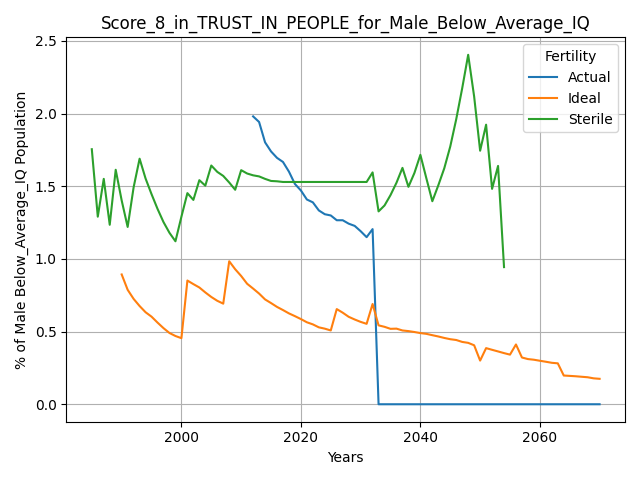 Score_8_in_TRUST_IN_PEOPLE_for_Male_Below_Average_IQ
% of Male Below_Average_IQ Population
2.5
2.0
1.5
1.0
0.5
0.0
Fertility
Actual
Ideal
Sterile
2000
2020
2040
2060
Years